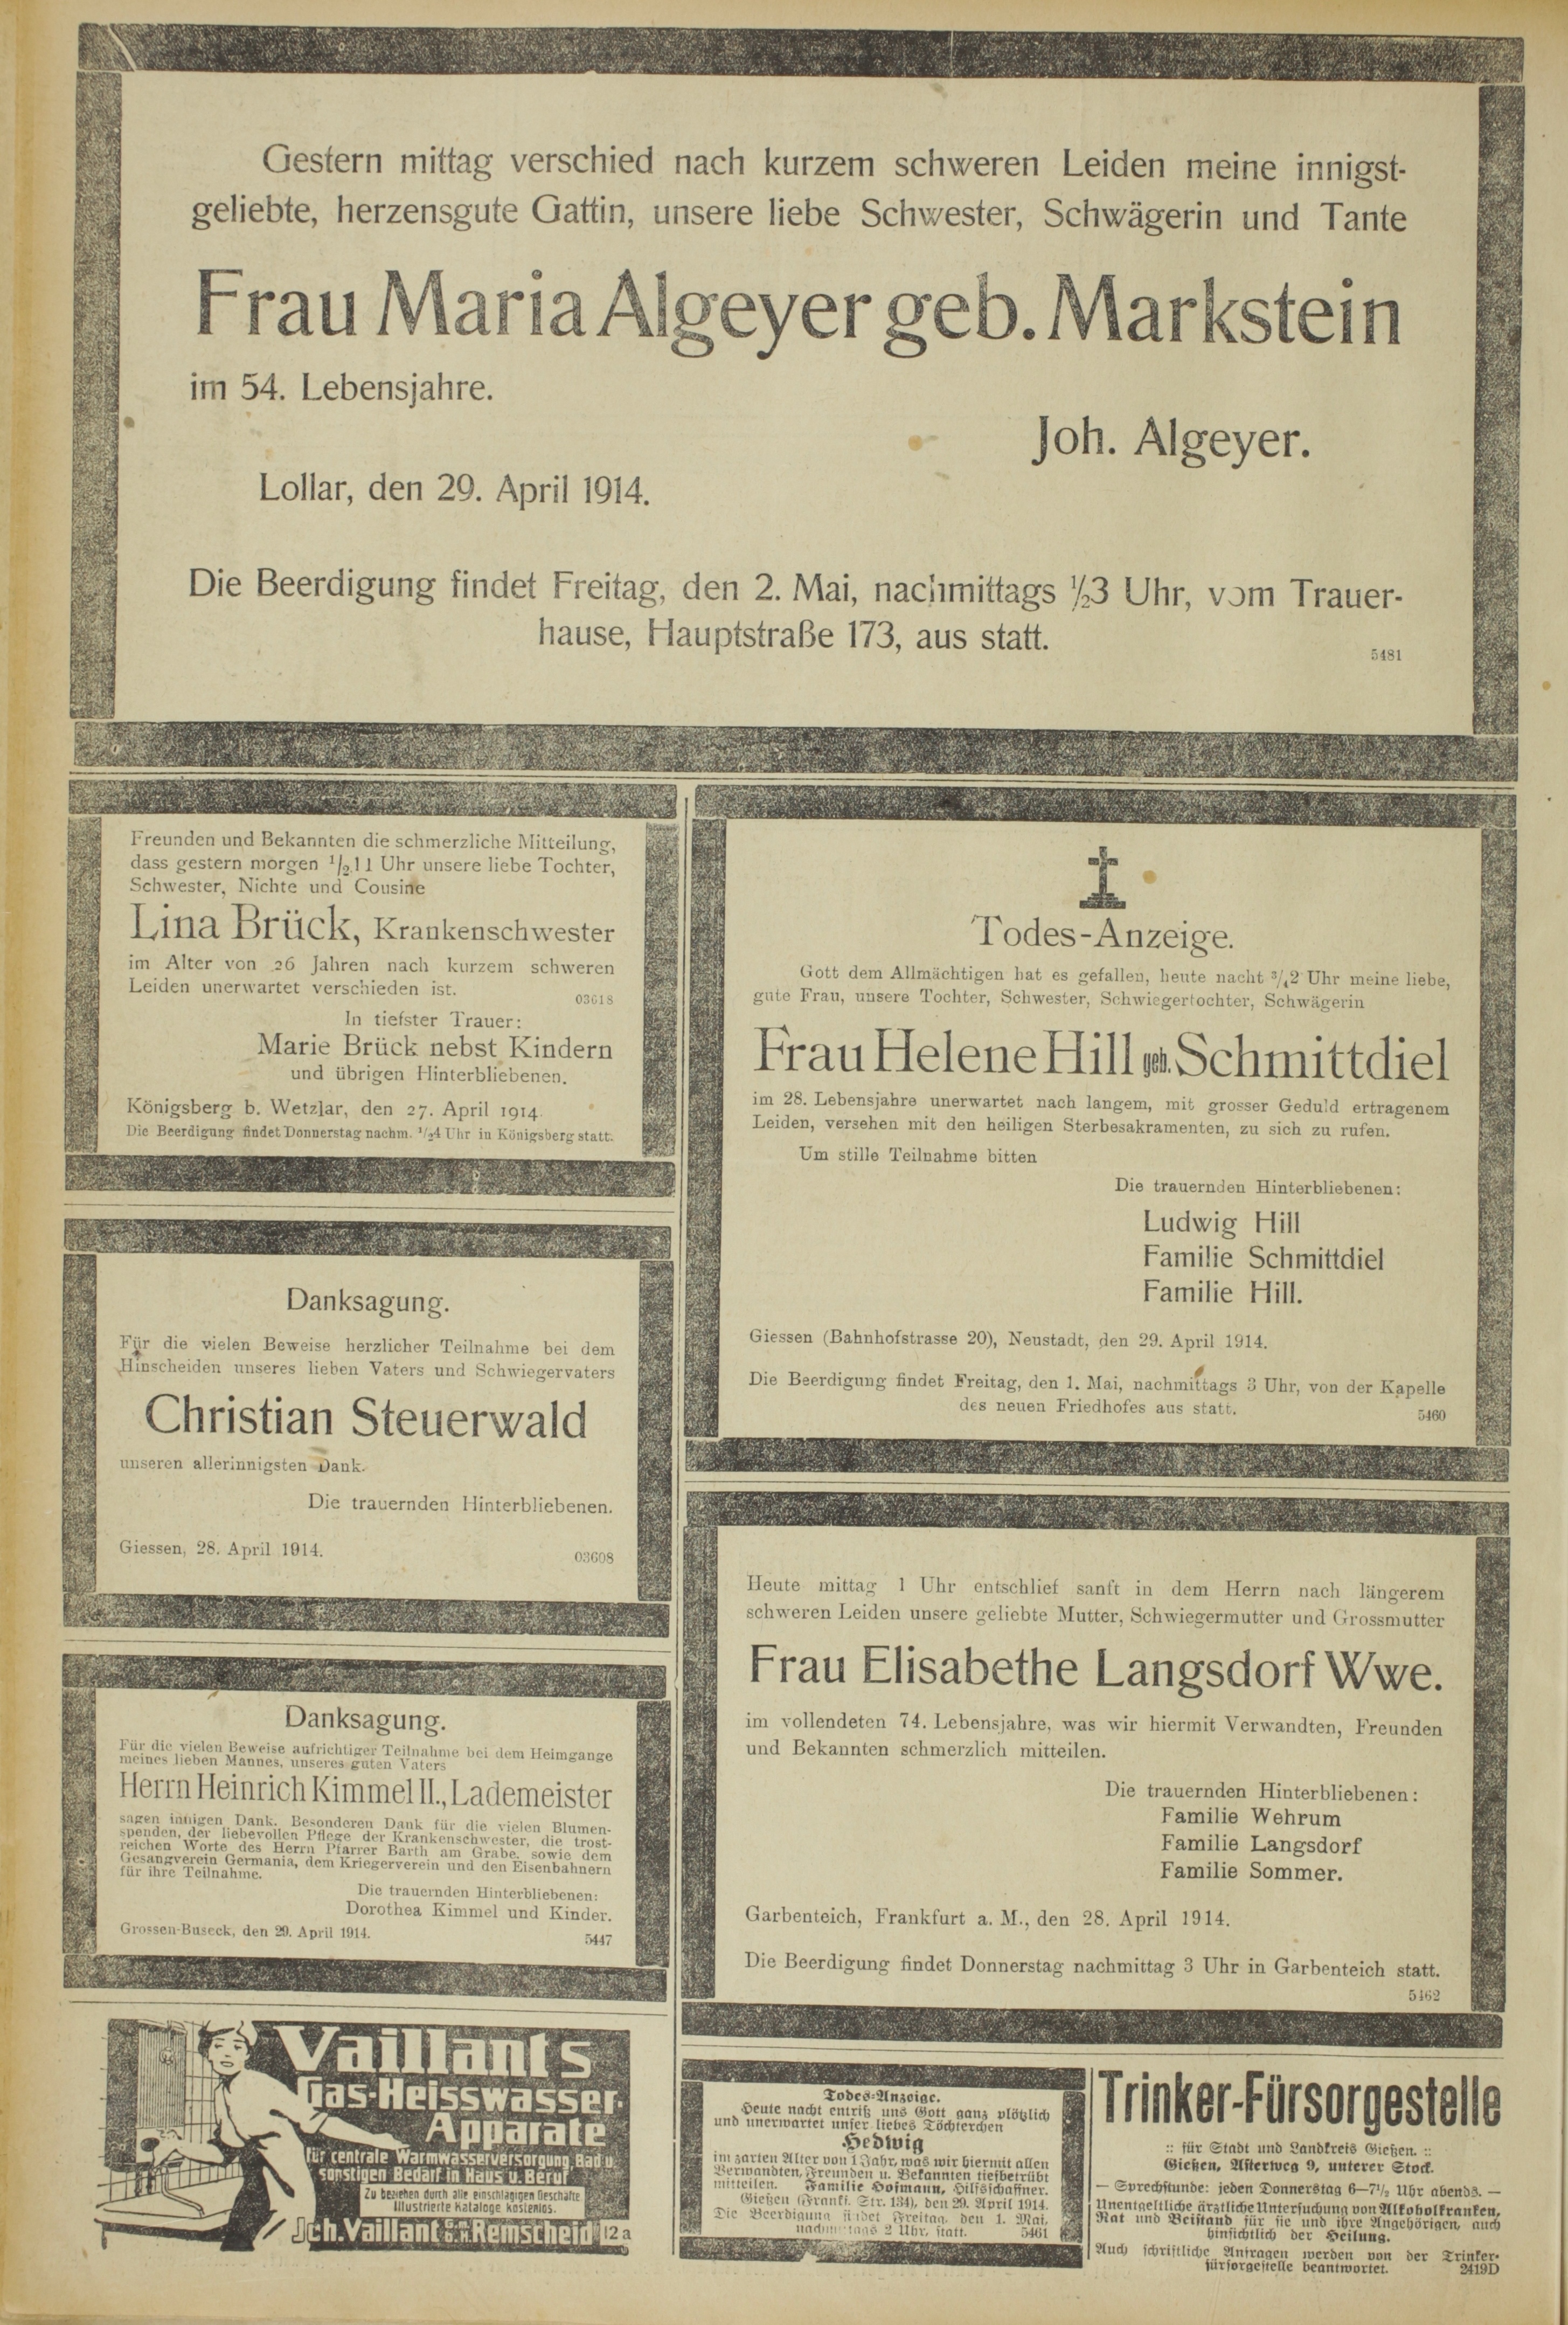 Gestern mittag verschied nach kurzem schweren Leiden meine innigst-
geliebte, herzensgute Gattin, unsere liebe Schwester, Schwägerin und Tante
Frau Maria Algeyer geb. Markstein
im 54. Lebensjahre.
Joh. Algeyer.
Lollar, den 29. April 1914.
Die Beerdigung findet Freitag, den 2. Mai, nachmittags ½3 Uhr, vom Trauer-
hause, Hauptstraße 173, aus statt.
5481
Freunden und Bekannten die schmerzliche Mitteilung,
dass gestern morgen ½11 Uhr unsere liebe Tochter,
Schwester, Nichte und Cousine
Lina Brück, Krankenschwester
im Alter von 26 Jahren nach kurzem schweren
Leiden unerwartet verschieden ist.
03618
In tiefster Trauer:
Marie Brück nebst Kindern
und übrigen Hinterbliebenen.
Königsberg b. Wetzlar, den 27. April 1914.
Die Beerdigung findet Donnerstag nachm. ½4 Uhr in Königsberg statt.
Danksagung.
Für die vielen Beweise herzlicher Teilnahme bei dem
Hinscheiden unseres lieben Vaters und Schwiegervaters
Christian Steuerwald
unseren allerinnigsten Dank.
Die trauernden Hinterbliebenen.
Giessen, 28. April 1914.
03608
Danksagung.
Für die vielen Beweise aufrichtiger Teilnahme bei dem Heimgange
meines lieben Mannes, unseres guten Vaters
Herrn Heinrich Kimmel II., Lademeister
sagen innigen Dank. Besonderen Dank für die vielen Blumen-
spenden, der liebevollen Pflege der Krankenschwester, die trost-
reichen Worte des Herrn Pfarrer Barth am Grabe, sowie dem
Gesangverein Germania, dem Kriegerverein und den Eisenbahnern
für ihre Teilnahme.
Die trauernden Hinterbliebenen:
Dorothea Kimmel und Kinder.
Grossen-Buseck, den 29. April 1914.
5447
Vaillant's
Gas-Heisswasser-
Apparate
für centrale Warmwasserversorgung, Bad u.
sonstigen Bedarf in Haus u. Beruf
Zu beziehen durch alle einschlägigen Geschäfte
Illustrierte Kataloge kostenlos.
Joh. Vaillant G.m.b.H. Remscheid 12a
Todes-Anzeige.
Gott dem Allmächtigen hat es gefallen, heute nacht ¾2 Uhr meine liebe,
gute Frau, unsere Tochter, Schwester, Schwiegertochter, Schwägerin
Frau Helene Hill geb. Schmittdiel
im 28. Lebensjahre unerwartet nach langem, mit grosser Geduld ertragenem
Leiden, versehen mit den heiligen Sterbesakramenten, zu sich zu rufen.
Um stille Teilnahme bitten
Die trauernden Hinterbliebenen:
Ludwig Hill
Familie Schmittdiel
Familie Hill.
Giessen (Bahnhofstrasse 20), Neustadt, den 29. April 1914.
Die Beerdigung findet Freitag, den 1. Mai, nachmittags 3 Uhr, von der Kapelle
des neuen Friedhofes aus statt.
5460
Heute mittag 1 Uhr entschlief sanft in dem Herrn nach längerem
schweren Leiden unsere geliebte Mutter, Schwiegermutter und Grossmutter
Frau Elisabethe Langsdorf Wwe.
im vollendeten 74. Lebensjahre, was wir hiermit Verwandten, Freunden
und Bekannten schmerzlich mitteilen.
Die trauernden Hinterbliebenen:
Familie Wehrum
Familie Langsdorf
Familie Sommer.
Garbenteich, Frankfurt a. M., den 28. April 1914.
Die Beerdigung findet Donnerstag nachmittag 3 Uhr in Garbenteich statt.
5462
Todes-Anzeige.
Heute nacht entriß uns Gott ganz plötzlich
und unerwartet unser liebes Töchterchen
Hedwig
im zarten Alter von 1 Jahr, was wir hiermit allen
Verwandten, Freunden u. Bekannten tiefbetrübt
mitteilen. Familie Hofmann, Hilfsschaffner.
Gießen (Frankf. Str. 134), den 29. April 1914.
Die Beerdigung findet Freitag, den 1. Mai,
nachmittags 2 Uhr, statt. 5461
Trinker-Fürsorgestelle
:: für Stadt und Landkreis Gießen. ::
Gießen, Asterweg 9, unterer Stock.
— Sprechstunde: jeden Donnerstag 6—7½ Uhr abends. —
Unentgeltliche ärztliche Untersuchung von Alkoholkranken,
Rat und Beistand für sie und ihre Angehörigen, auch
hinsichtlich der Heilung.
Auch schriftliche Anfragen werden von der Trinker-
fürsorgestelle beantwortet. 2419D